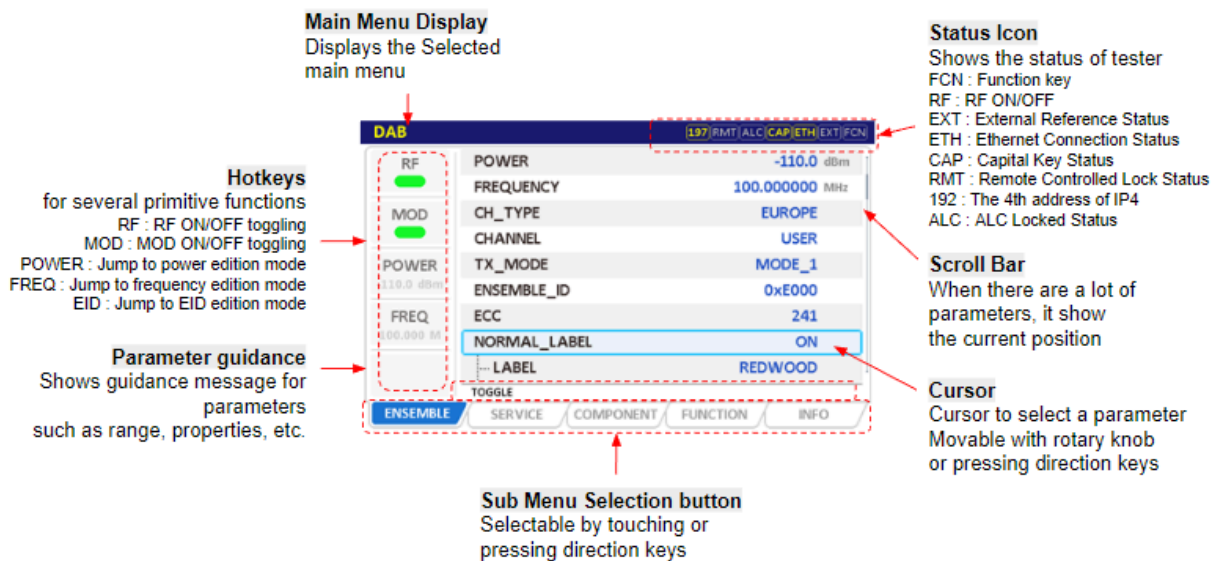 Main Menu Display
Displays the Selected
main menu
Status Icon
Shows the status of tester
FCN : Function key
RF : RF ON/OFF
EXT : External Reference Status
ETH : Ethernet Connection Status
CAP : Capital Key Status
RMT : Remote Controlled Lock Status
192 : The 4th address of IP4
ALC : ALC Locked Status
Hotkeys
for several primitive functions
RF : RF ON/OFF toggling
MOD : MOD ON/OFF toggling
POWER : Jump to power edition mode
FREQ : Jump to frequency edition mode
EID : Jump to EID edition mode
Parameter guidance
Shows guidance message for
parameters
such as range, properties, etc.
DAB 197 RMT ALC CAP ETH EXT FCN
RF
MOD
POWER
110.0 dBm
FREQ
100.000 M
POWER -110.0 dBm
FREQUENCY 100.000000 MHz
CH_TYPE EUROPE
CHANNEL USER
TX_MODE MODE_1
ENSEMBLE_ID 0xE000
ECC 241
NORMAL_LABEL ON
LABEL REDWOOD
TOGGLE
ENSEMBLE SERVICE COMPONENT FUNCTION INFO
Scroll Bar
When there are a lot of
parameters, it show
the current position
Cursor
Cursor to select a parameter
Movable with rotary knob
or pressing direction keys
Sub Menu Selection button
Selectable by touching or
pressing direction keys